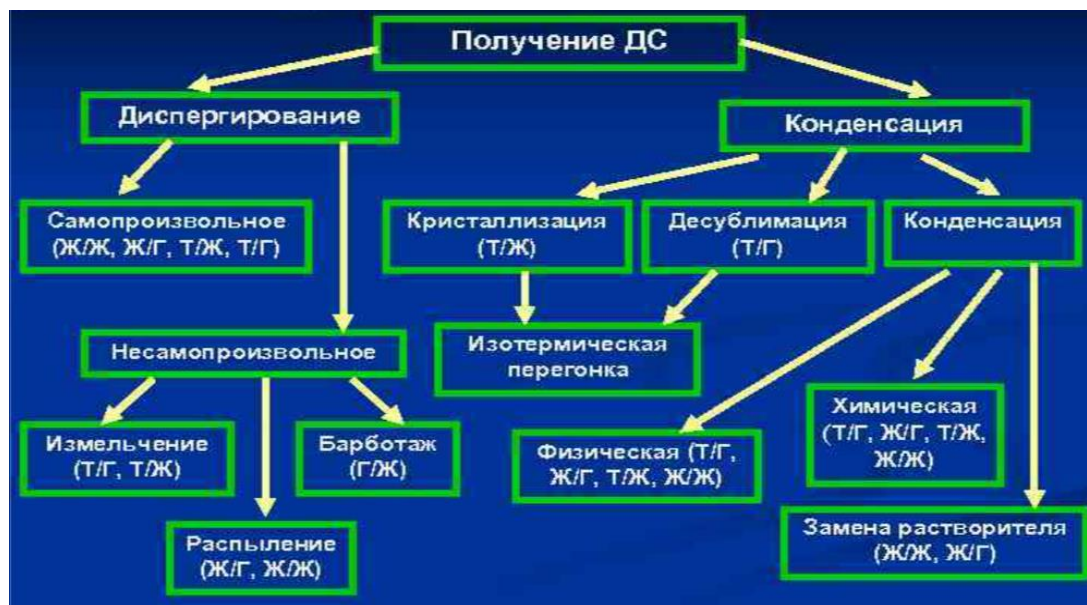 Получение ДС
Диспергирование
Конденсация
Самопроизвольное
(Ж/Ж, Ж/Г, Т/Ж, Т/Г)
Кристаллизация
(Т/Ж)
Десублимация
(Т/Г)
Конденсация
Несамопроизвольное
Изотермическая
перегонка
Измельчение
(Т/Г, Т/Ж)
Барботаж
(Г/Ж)
Физическая (Т/Г,
Ж/Г, Т/Ж, Ж/Ж)
Химическая
(Т/Г, Ж/Г, Т/Ж,
Ж/Ж)
Распыление
(Ж/Г, Ж/Ж)
Замена растворителя
(Ж/Ж, Ж/Г)